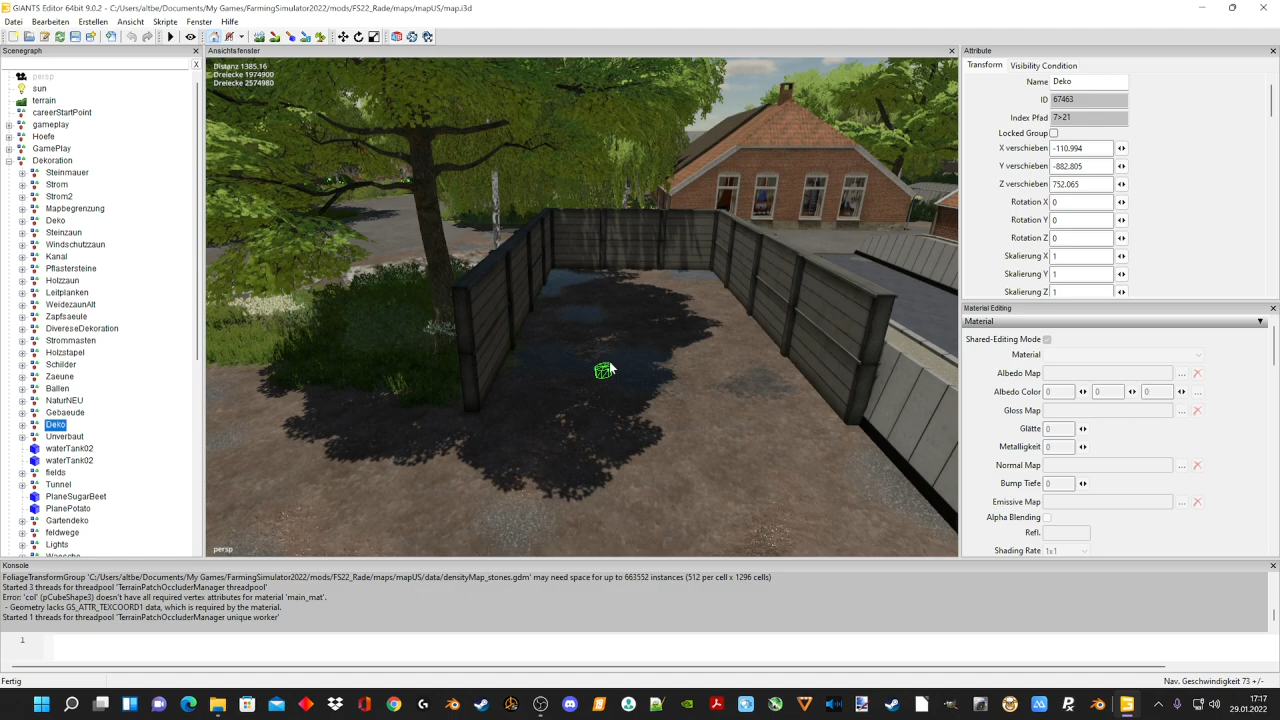 GIANTS Editor 64bit 9.0.2 - C:/Users/altbe/Documents/My Games/FarmingSimulator2022/mods/FS22_Rade/maps/mapUS/map.i3d
Datei Bearbeiten Erstellen Ansicht Skripte Fenster Hilfe
Scenegraph
X
persp
sun
terrain
careerStartPoint
gameplay
Hoefe
GamePlay
Dekoration
Steinmauer
Strom
Strom2
Mapbegrenzung
Deko
Steinzaun
Windschutzzaun
Kanal
Pflastersteine
Holzzaun
Leitplanken
WeidezaunAlt
Zapfsaeule
DivereseDekoration
Strommasten
Holzstapel
Schilder
Zaeune
Ballen
NaturNEU
Gebaeude
Deko
Unverbaut
waterTank02
waterTank02
fields
Tunnel
PlaneSugarBeet
PlanePotato
Gartendeko
feldwege
Lights
Ansichtsfenster
Distanz 1385.16
Dreiecke 1974900
Dreiecke 2574980
persp
Attribute
Transform Visibility Condition
Name Deko
ID 67463
Index Pfad 7>21
Locked Group
X verschieben -110.994
Y verschieben -882.805
Z verschieben 752.065
Rotation X 0
Rotation Y 0
Rotation Z 0
Skalierung X 1
Skalierung Y 1
Skalierung Z 1
Material Editing
Material
Shared-Editing Mode
Material
Albedo Map ...
Albedo Color 0 0 0 ...
Gloss Map ...
Glätte 0
Metalligkeit 0
Normal Map ...
Bump Tiefe 0
Emissive Map ...
Alpha Blending
Refl.
Shading Rate 1x1
Konsole
FoliageTransformGroup 'C:/Users/altbe/Documents/My Games/FarmingSimulator2022/mods/FS22_Rade/maps/mapUS/data/densityMap_stones.gdm' may need space for up to 663552 instances (512 per cell x 1296 cells)
Started 3 threads for threadpool 'TerrainPatchOccluderManager threadpool'
Error: 'col' (pCubeShape3) doesn't have all required vertex attributes for material 'main_mat'.
- Geometry lacks GS_ATTR_TEXCOORD1 data, which is required by the material.
Started 1 threads for threadpool 'TerrainPatchOccluderManager unique worker'
1
Fertig
Nav. Geschwindigkeit 73 +/-
17:17
29.01.2022